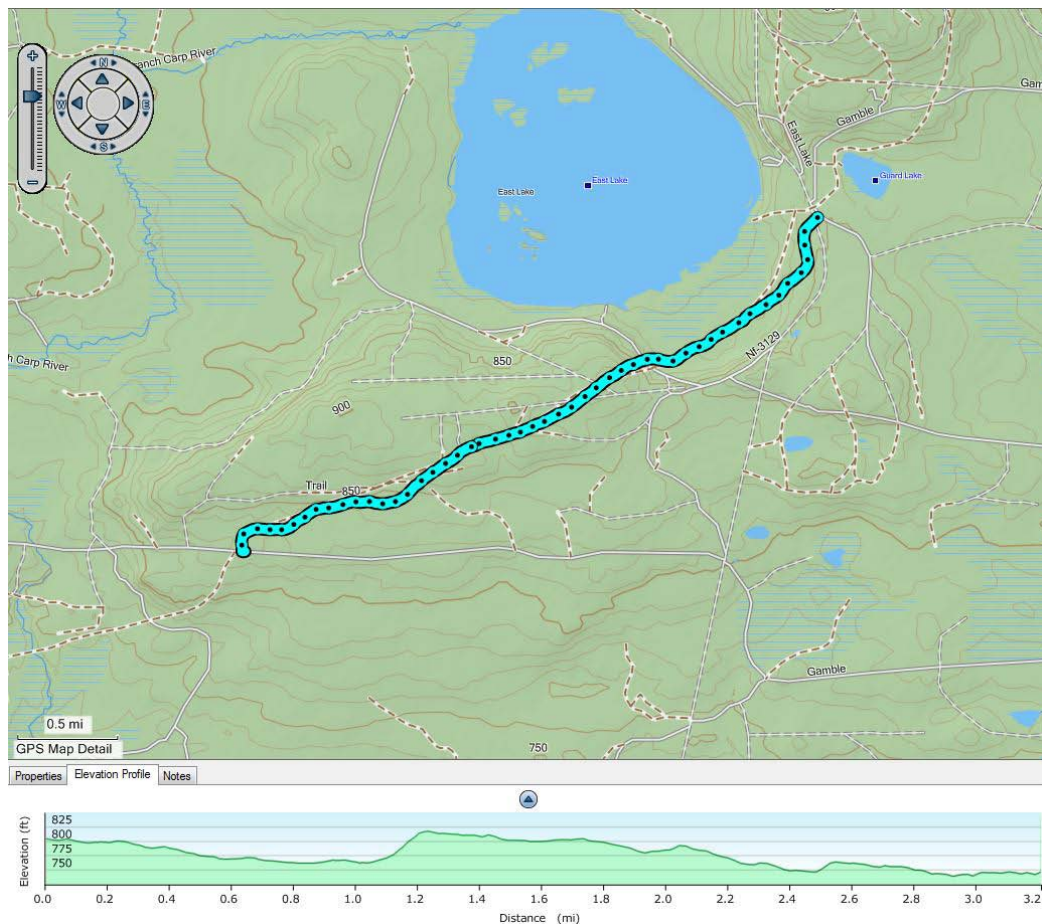 +
N
W
E
S
–
ranch Carp River
Gam
Gamble
East Lake
Guard Lake
East Lake
East Lake
ch Carp River
850
Nf-3129
900
Trail
850
Gamble
0.5 mi
GPS Map Detail
750
Properties Elevation Profile Notes
Elevation (ft)
825
800
775
750
0.0 0.2 0.4 0.6 0.8 1.0 1.2 1.4 1.6 1.8 2.0 2.2 2.4 2.6 2.8 3.0 3.2
Distance (mi)